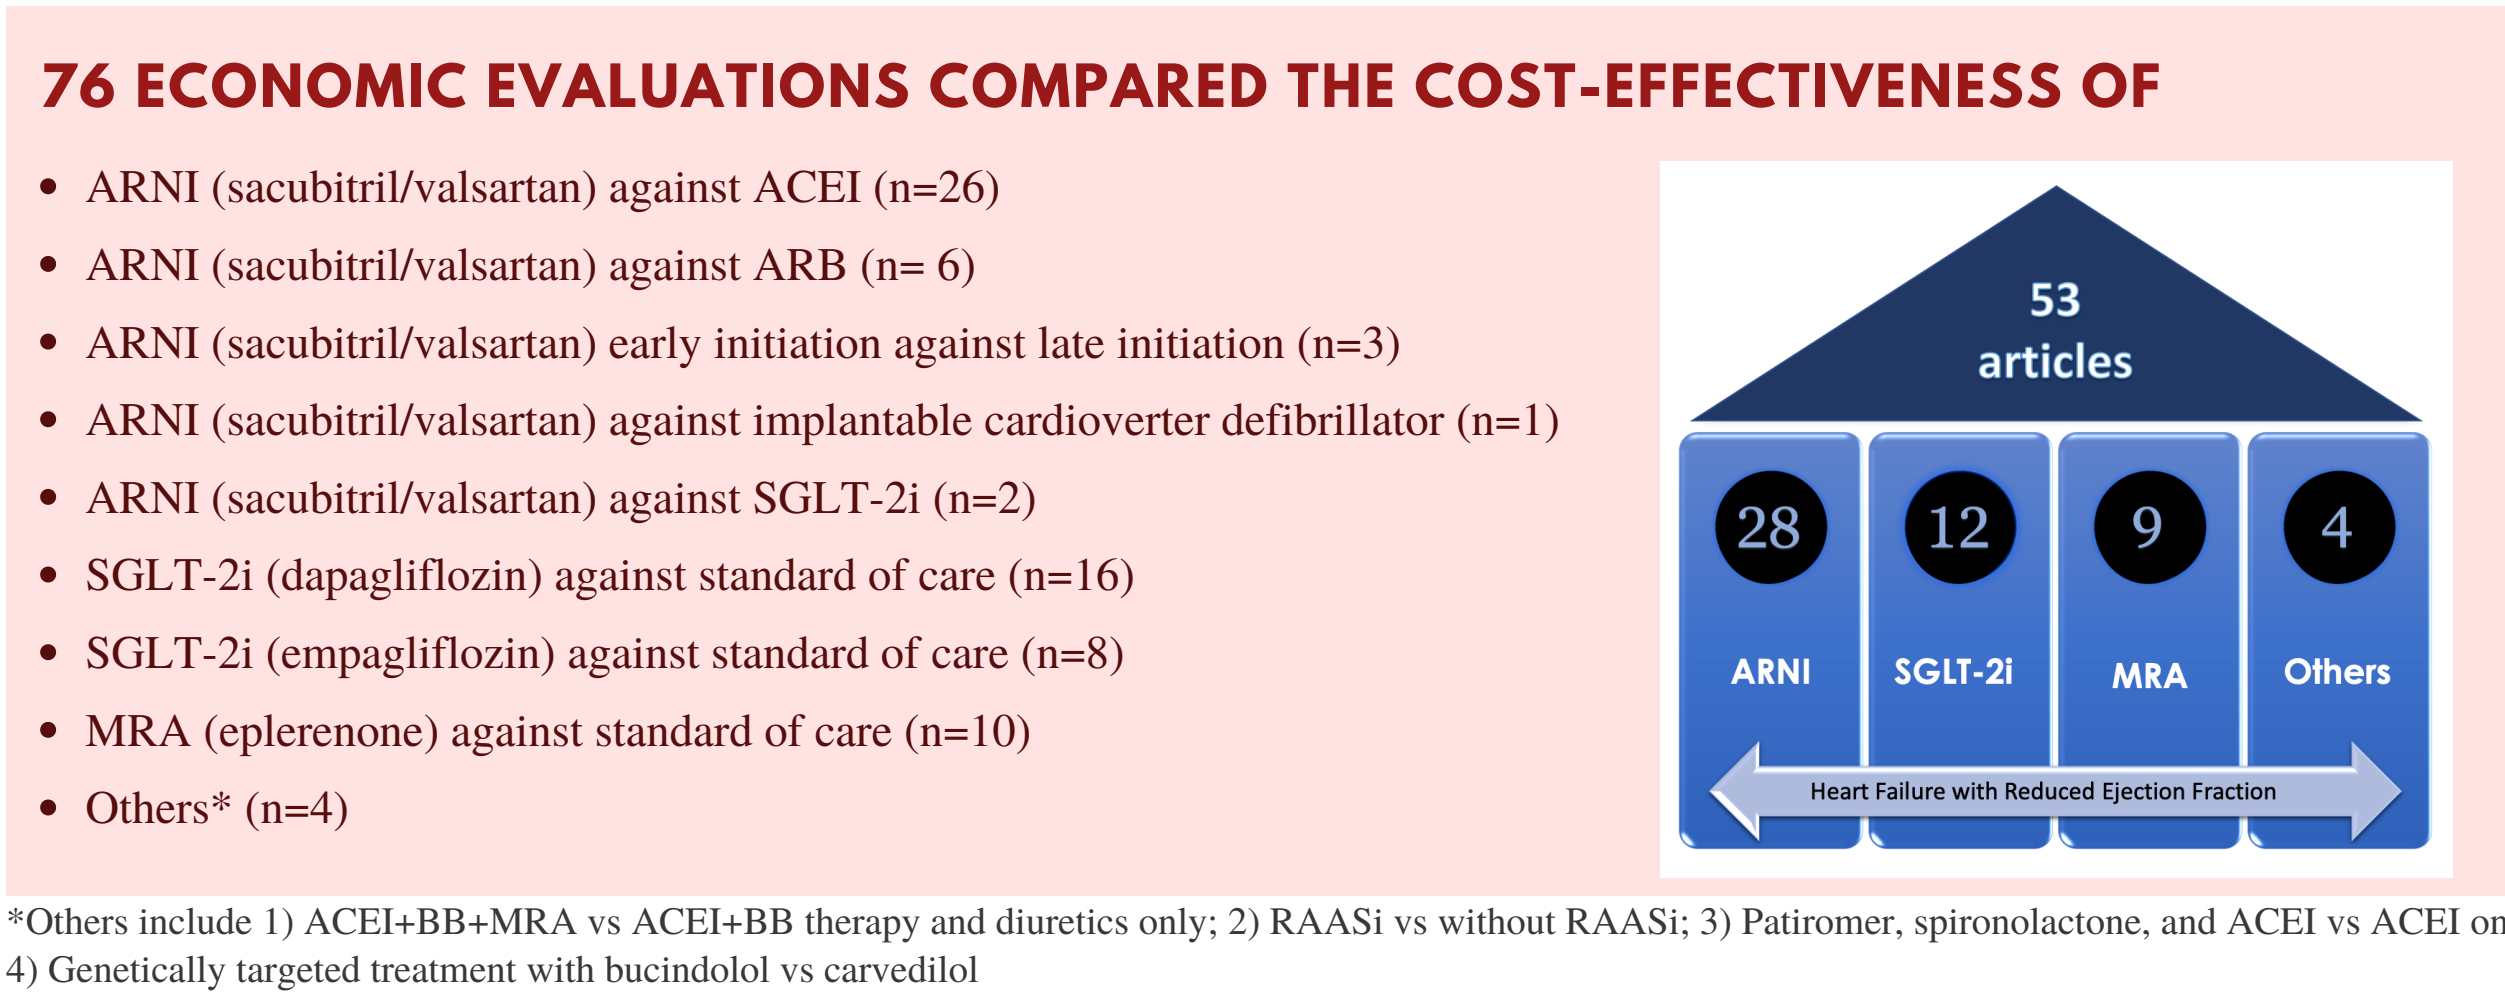 76 ECONOMIC EVALUATIONS COMPARED THE COST-EFFECTIVENESS OF
• ARNI (sacubitril/valsartan) against ACEI (n=26)
• ARNI (sacubitril/valsartan) against ARB (n= 6)
• ARNI (sacubitril/valsartan) early initiation against late initiation (n=3)
• ARNI (sacubitril/valsartan) against implantable cardioverter defibrillator (n=1)
• ARNI (sacubitril/valsartan) against SGLT-2i (n=2)
• SGLT-2i (dapagliflozin) against standard of care (n=16)
• SGLT-2i (empagliflozin) against standard of care (n=8)
• MRA (eplerenone) against standard of care (n=10)
• Others* (n=4)
53
articles
28 12 9 4
ARNI SGLT-2i MRA Others
Heart Failure with Reduced Ejection Fraction
*Others include 1) ACEI+BB+MRA vs ACEI+BB therapy and diuretics only; 2) RAASi vs without RAASi; 3) Patiromer, spironolactone, and ACEI vs ACEI on
4) Genetically targeted treatment with bucindolol vs carvedilol